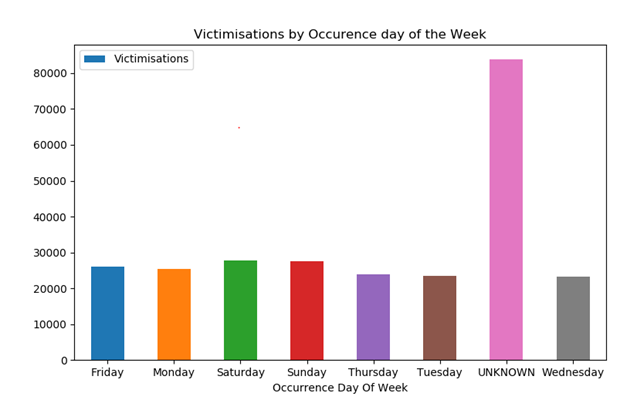 Victimisations by Occurence day of the Week
Victimisations
80000
70000
60000
50000
40000
30000
20000
10000
0
Friday Monday Saturday Sunday Thursday Tuesday UNKNOWN Wednesday
Occurrence Day Of Week